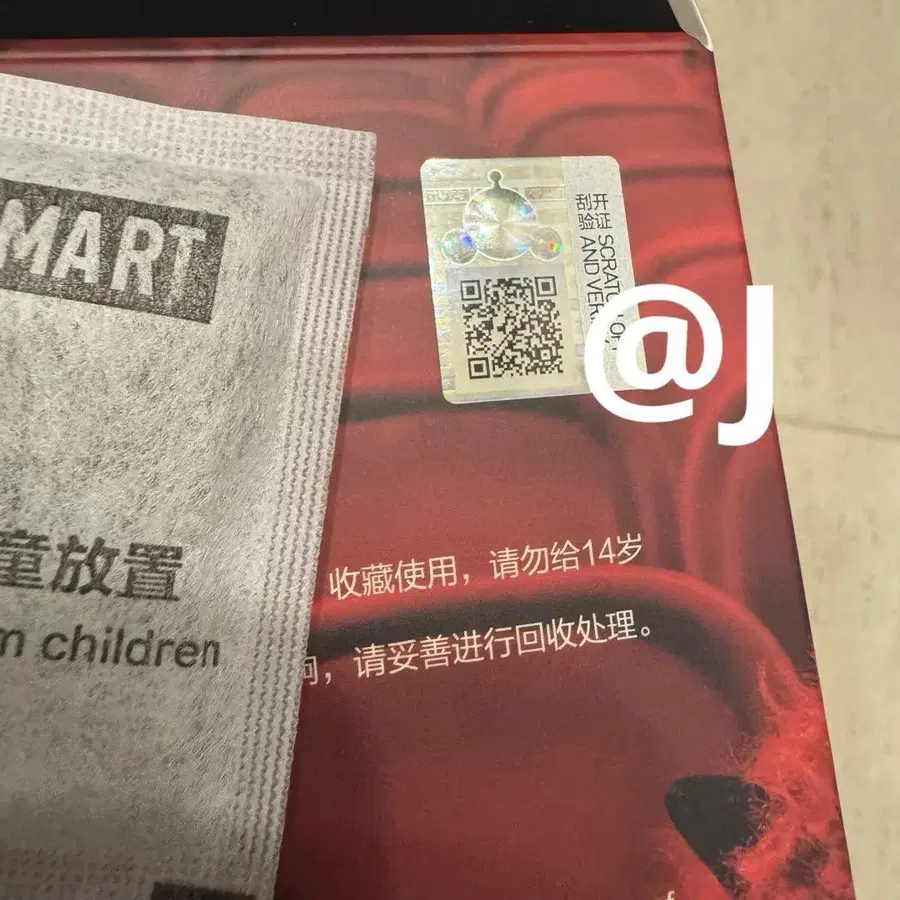 MART
开 证
刮 验
SCRATCH
AND VER
@J
童放置
m children
收藏使用，请勿给14岁
，请妥善进行回收处理。